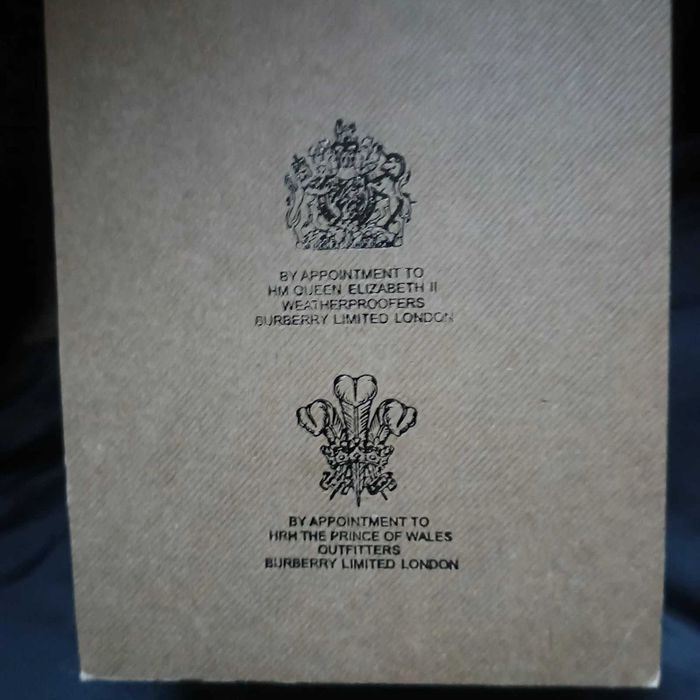 BY APPOINTMENT TO
HM QUEEN ELIZABETH II
WEATHERPROOFERS
BURBERRY LIMITED LONDON
BY APPOINTMENT TO
HRH THE PRINCE OF WALES
OUTFITTERS
BURBERRY LIMITED LONDON